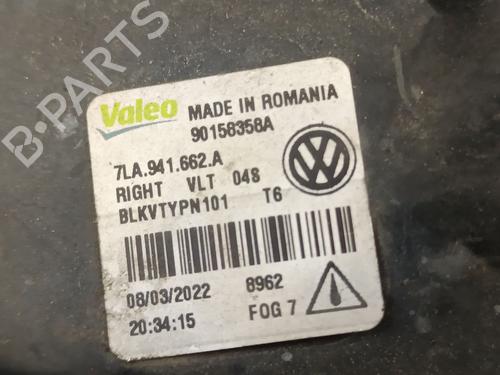 B-PARTS
Valeo MADE IN ROMANIA
90158358A
7LA.941.662.A
RIGHT VLT 048
BLKVTYPN101 T6
08/03/2022 8962
20:34:15 FOG 7